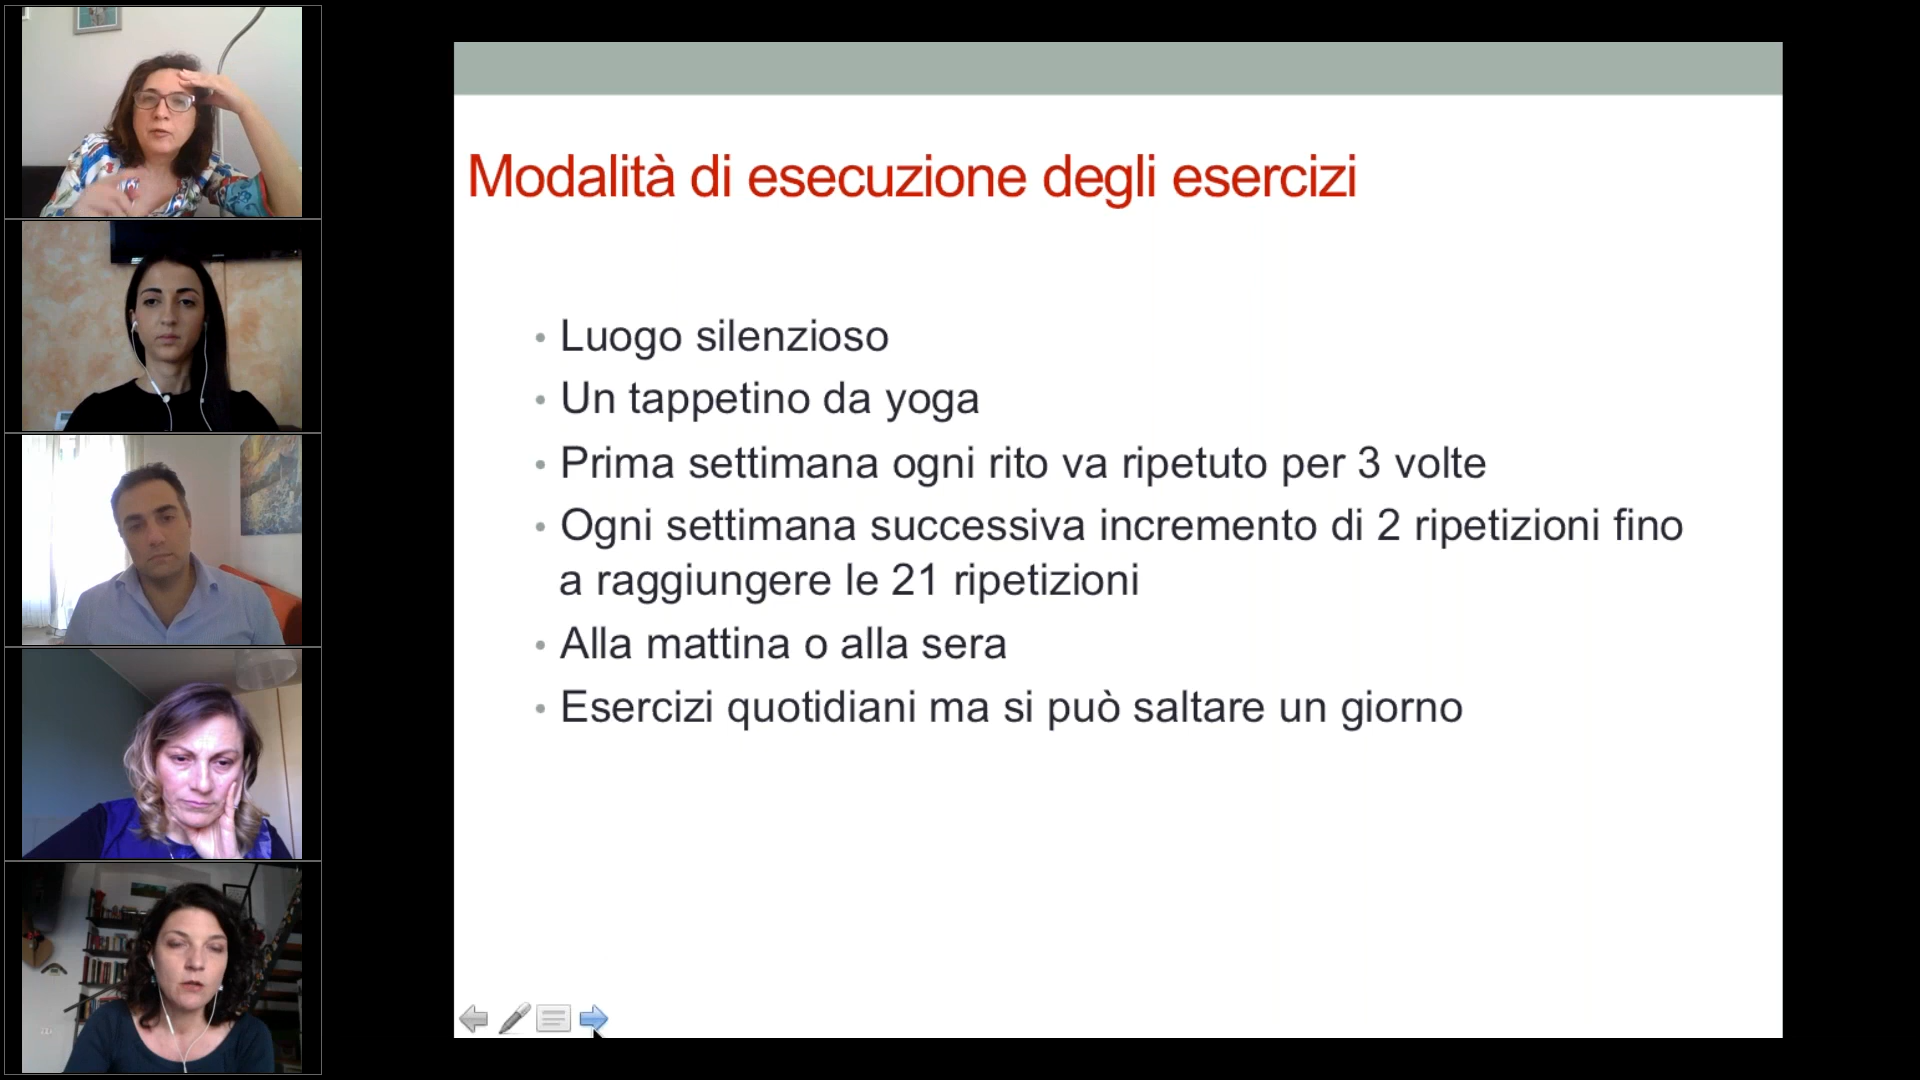 Modalità di esecuzione degli esercizi
• Luogo silenzioso
• Un tappetino da yoga
• Prima settimana ogni rito va ripetuto per 3 volte
• Ogni settimana successiva incremento di 2 ripetizioni fino
a raggiungere le 21 ripetizioni
• Alla mattina o alla sera
• Esercizi quotidiani ma si può saltare un giorno